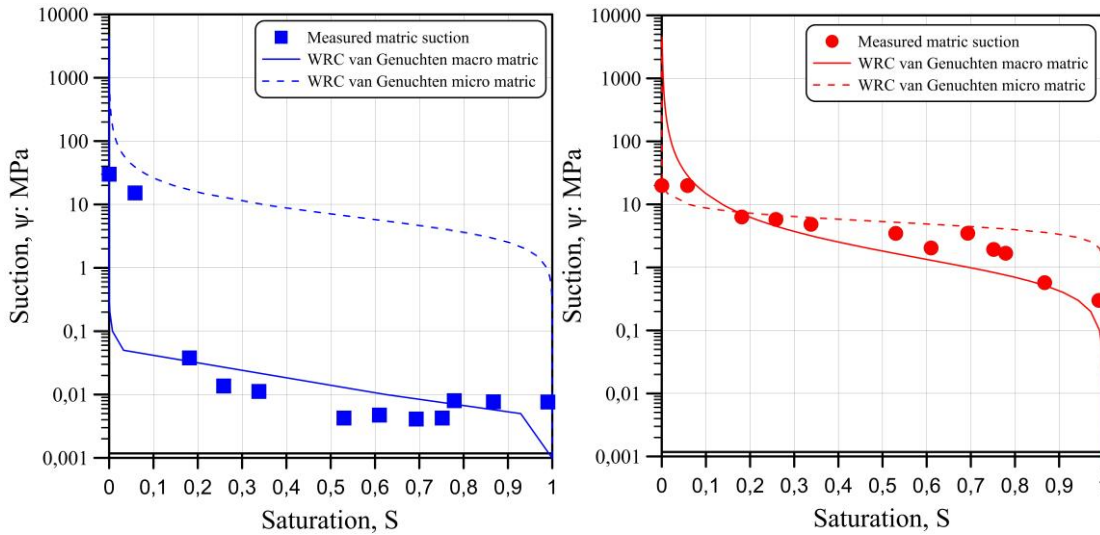 10000
1000
100
10
1
0,1
0,01
0,001
Suction, ψ: MPa
Measured matric suction
WRC van Genuchten macro matric
WRC van Genuchten micro matric
0 0,1 0,2 0,3 0,4 0,5 0,6 0,7 0,8 0,9 1
Saturation, S
10000
1000
100
10
1
0,1
0,01
0,001
Suction, ψ: MPa
Measured matric suction
WRC van Genuchten macro matric
WRC van Genuchten micro matric
0 0,1 0,2 0,3 0,4 0,5 0,6 0,7 0,8 0,9
Saturation, S